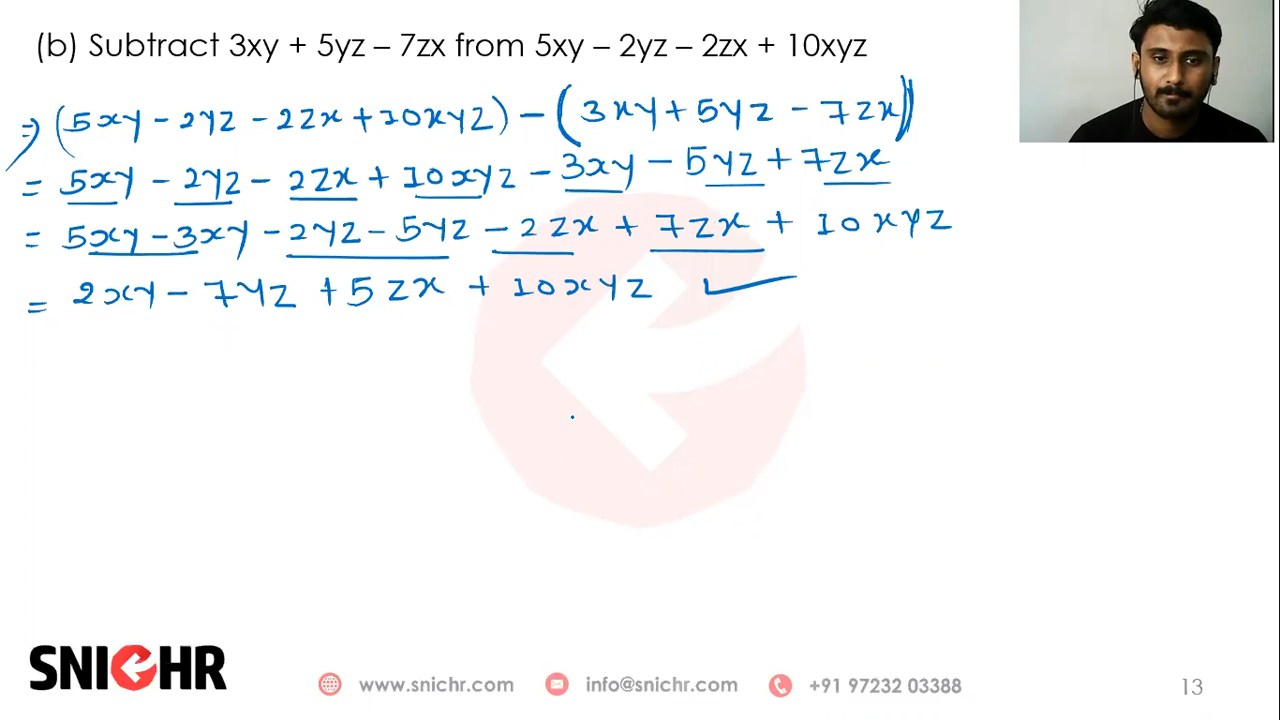 (b) Subtract 3xy + 5yz – 7zx from 5xy – 2yz – 2zx + 10xyz
⇒ (5xy - 2yz - 2zx + 10xyz) - (3xy + 5yz - 7zx)
= 5xy - 2yz - 2zx + 10xyz - 3xy - 5yz + 7zx
= 5xy - 3xy - 2yz - 5yz - 2zx + 7zx + 10xyz
= 2xy - 7yz + 5zx + 10xyz ✓
SNICHR
www.snichr.com
info@snichr.com
+91 97232 03388
13